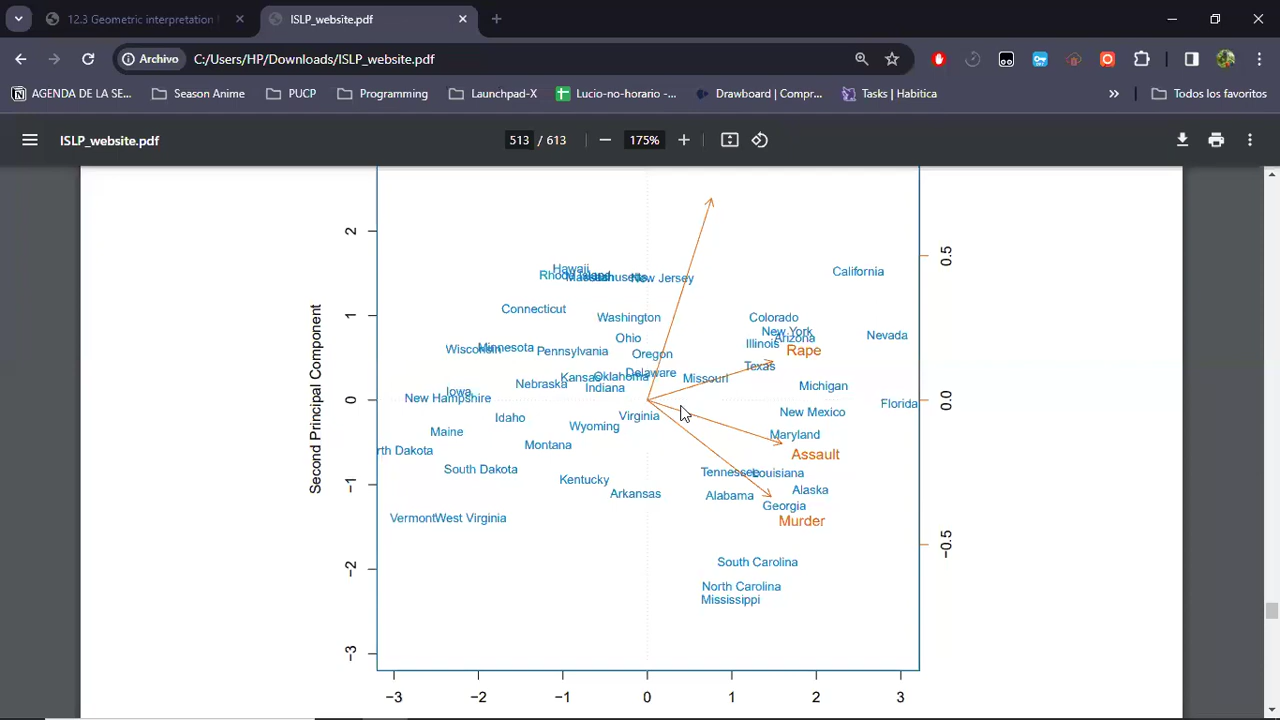 12.3 Geometric interpretation
ISLP_website.pdf
Archivo
C:/Users/HP/Downloads/ISLP_website.pdf
AGENDA DE LA SE...
Season Anime
PUCP
Programming
Launchpad-X
Lucio-no-horario -...
Drawboard | Compr...
Tasks | Habitica
»
Todos los favoritos
ISLP_website.pdf
513 / 613
175%
Second Principal Component
2
1
0
−1
−2
−3
0.5
0.0
−0.5
Hawaii
California
Rhode Island
Massachusetts
New Jersey
Connecticut
Washington
Colorado
New York
Nevada
Ohio
Arizona
Illinois
Wisconsin
Minnesota
Pennsylvania
Oregon
Rape
Texas
Delaware
Kansas
Oklahoma
Missouri
Nebraska
Indiana
Michigan
Iowa
New Hampshire
Florida
Idaho
Virginia
New Mexico
Wyoming
Maine
Maryland
rth Dakota
Montana
Assault
South Dakota
Tennessee
Louisiana
Kentucky
Arkansas
Alabama
Alaska
Georgia
Vermont
West Virginia
Murder
South Carolina
North Carolina
Mississippi
−3 −2 −1 0 1 2 3